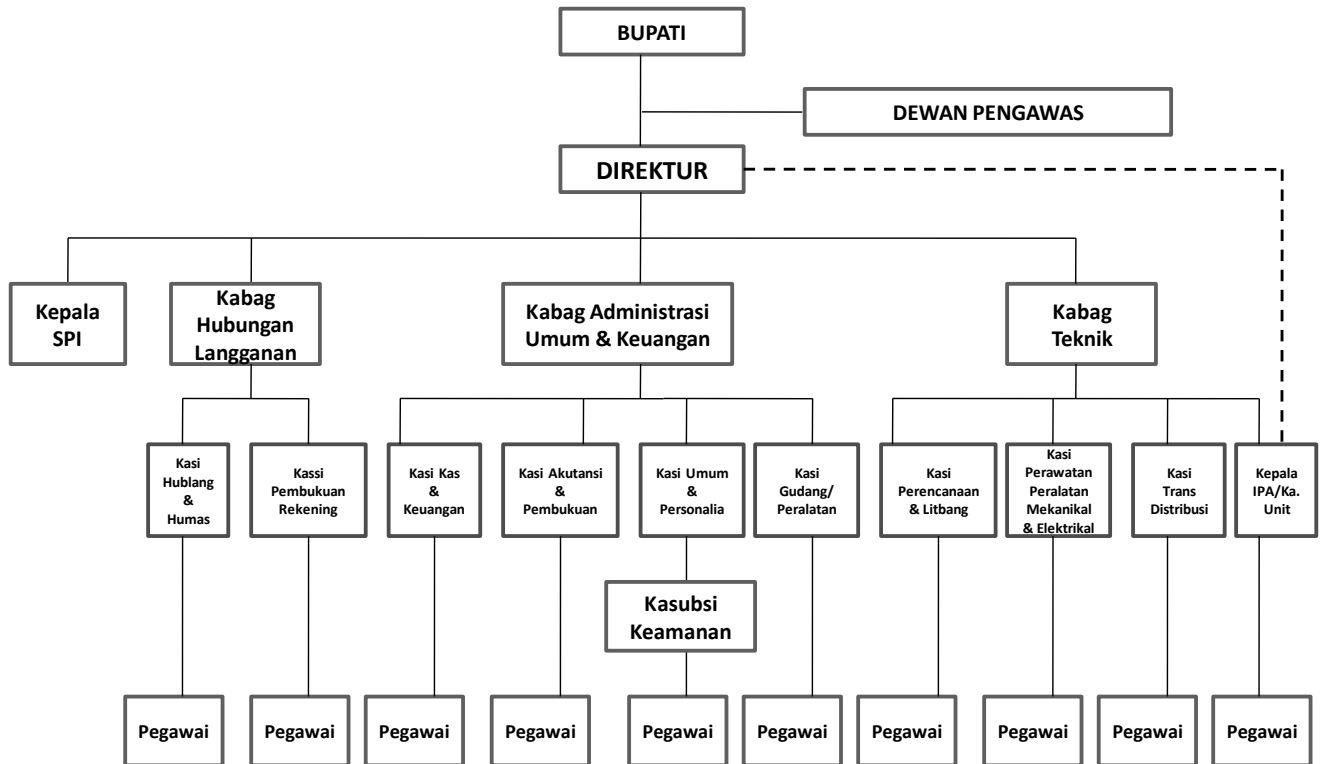 BUPATI
DEWAN PENGAWAS
DIREKTUR
Kepala
SPI
Kabag
Hubungan
Langganan
Kabag Administrasi
Umum & Keuangan
Kabag
Teknik
Kasi
Hublang
&
Humas
Kassi
Pembukuan
Rekening
Kasi Kas
&
Keuangan
Kasi Akutansi
&
Pembukuan
Kasi Umum
&
Personalia
Kasi
Gudang/
Peralatan
Kasi
Perencanaan
& Litbang
Kasi
Perawatan
Peralatan
Mekanikal
& Elektrikal
Kasi
Trans
Distribusi
Kepala
IPA/Ka.
Unit
Kasubsi
Keamanan
Pegawai
Pegawai
Pegawai
Pegawai
Pegawai
Pegawai
Pegawai
Pegawai
Pegawai
Pegawai